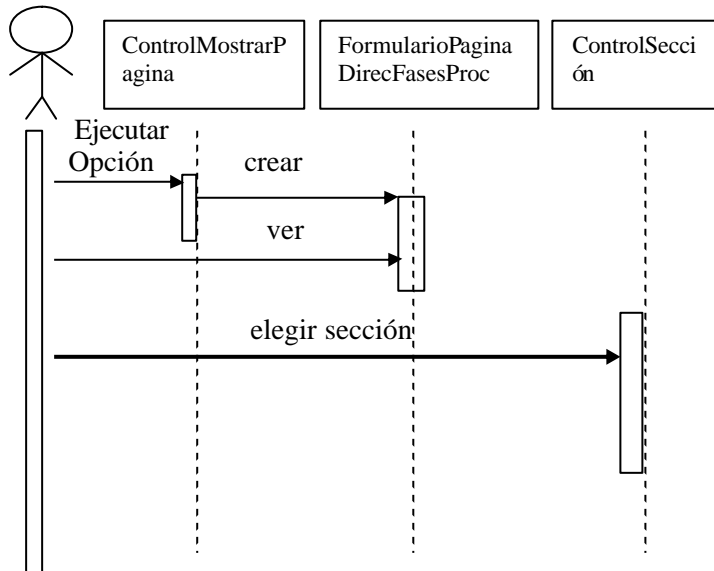 ControlMostrarP
agina
FormularioPagina
DirecFasesProc
ControlSecci
ón
Ejecutar
Opción
crear
ver
elegir sección